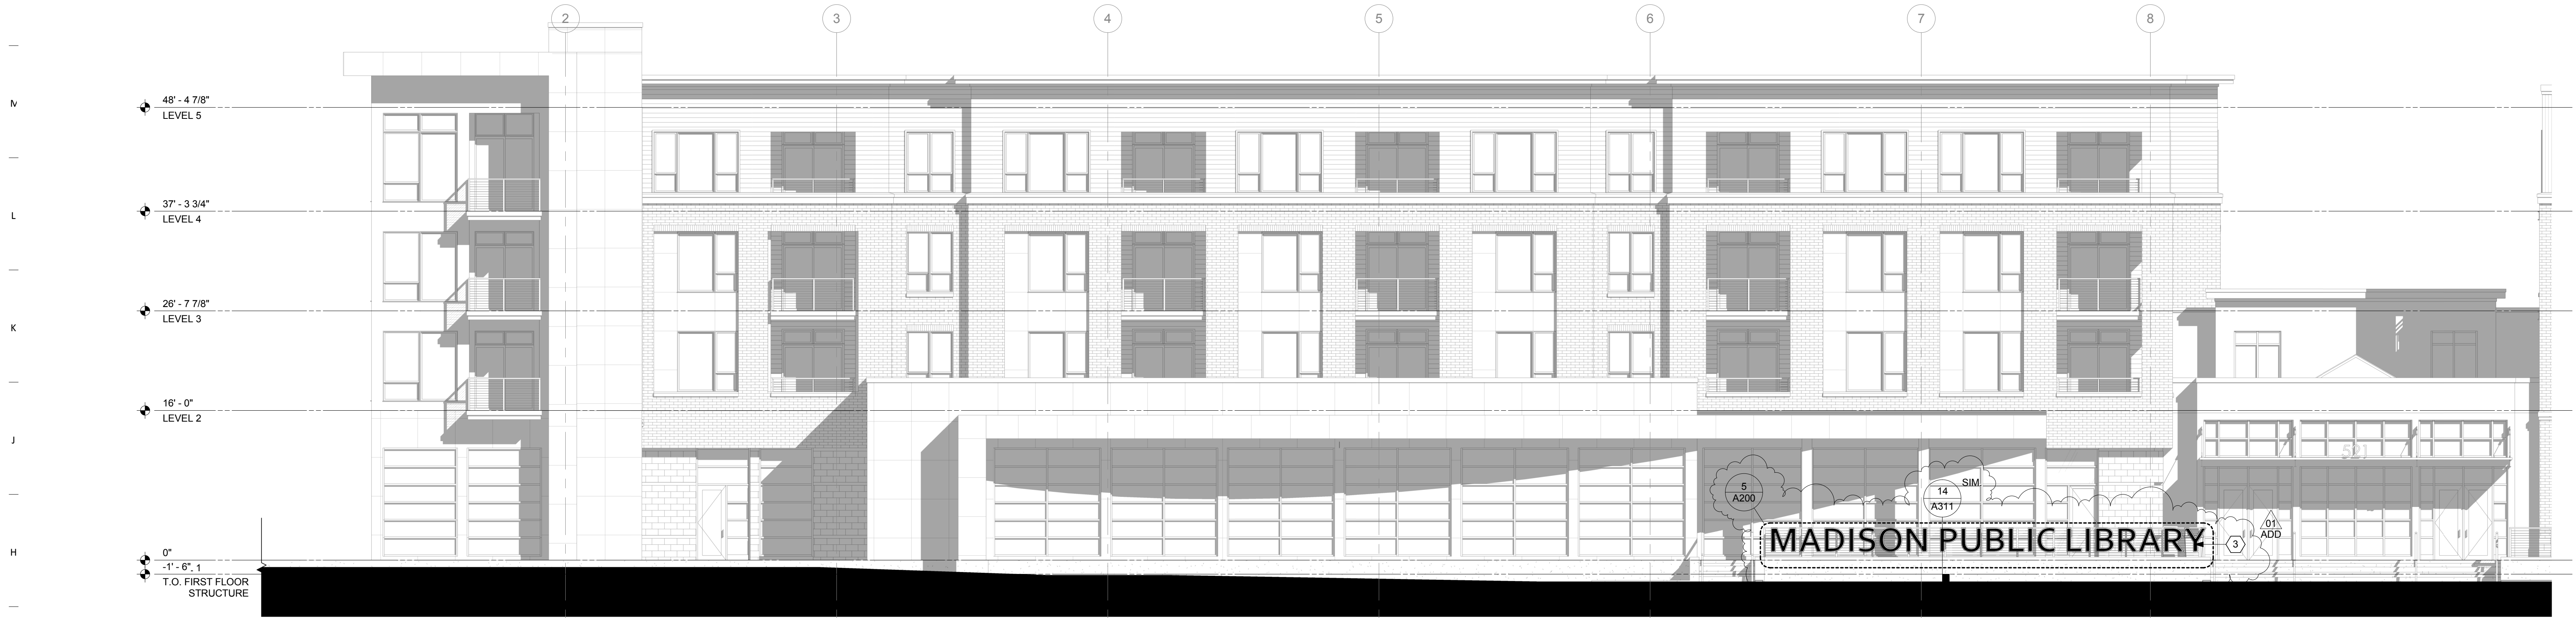 2 3 4 5 6 7 8
M
48' - 4 7/8"
LEVEL 5
L
37' - 3 3/4"
LEVEL 4
26' - 7 7/8"
K
LEVEL 3
16' - 0"
LEVEL 2
J
521
5
A200
14
A311
SIM
01
ADD
MADISON PUBLIC LIBRARY
3
H
0"
-1' - 6", 1
T.O. FIRST FLOOR
STRUCTURE